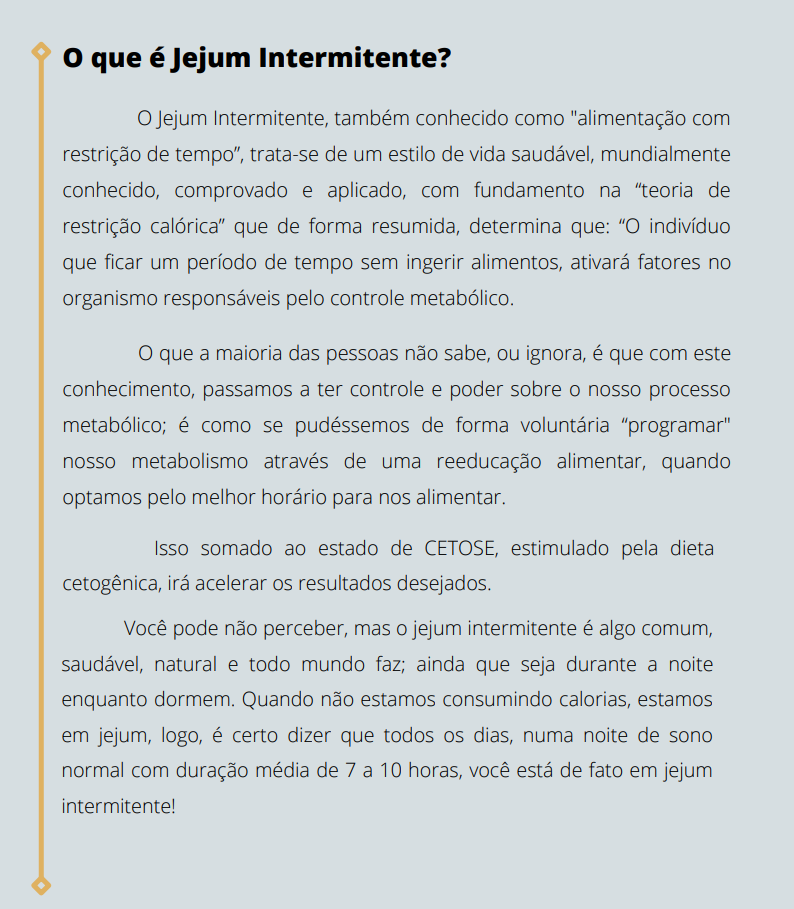 O que é Jejum Intermitente?
O Jejum Intermitente, também conhecido como "alimentação com
restrição de tempo”, trata-se de um estilo de vida saudável, mundialmente
conhecido, comprovado e aplicado, com fundamento na “teoria de
restrição calórica” que de forma resumida, determina que: “O indivíduo
que ficar um período de tempo sem ingerir alimentos, ativará fatores no
organismo responsáveis pelo controle metabólico.
O que a maioria das pessoas não sabe, ou ignora, é que com este
conhecimento, passamos a ter controle e poder sobre o nosso processo
metabólico; é como se pudéssemos de forma voluntária “programar"
nosso metabolismo através de uma reeducação alimentar, quando
optamos pelo melhor horário para nos alimentar.
Isso somado ao estado de CETOSE, estimulado pela dieta
cetogênica, irá acelerar os resultados desejados.
Você pode não perceber, mas o jejum intermitente é algo comum,
saudável, natural e todo mundo faz; ainda que seja durante a noite
enquanto dormem. Quando não estamos consumindo calorias, estamos
em jejum, logo, é certo dizer que todos os dias, numa noite de sono
normal com duração média de 7 a 10 horas, você está de fato em jejum
intermitente!